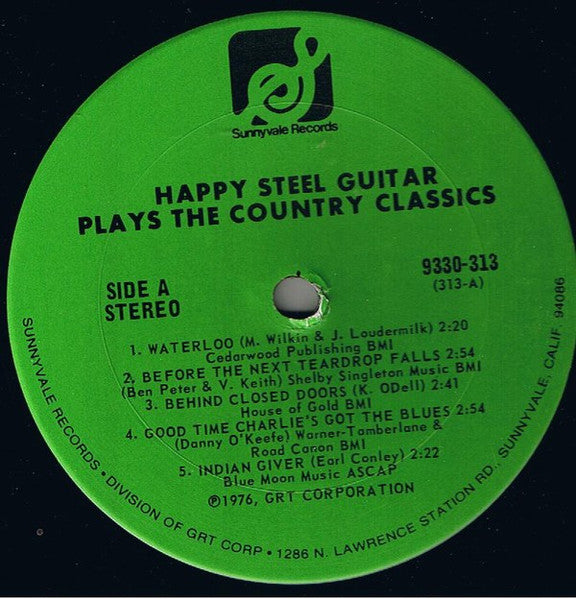 Sunnyvale Records
HAPPY STEEL GUITAR
PLAYS THE COUNTRY CLASSICS
SIDE A
STEREO
9330-313
(313-A)
1. WATERLOO (M. Wilkin & J. Loudermilk) 2:20
Cedarwood Publishing BMI
2. BEFORE THE NEXT TEARDROP FALLS 2:54
(Ben Peter & V. Keith) Shelby Singleton Music BMI
3. BEHIND CLOSED DOORS (K. ODell) 2:41
House of Gold BMI
4. GOOD TIME CHARLIE'S GOT THE BLUES 2:54
(Danny O'Keefe) Warner-Tamberlane &
Road Canon BMI
5. INDIAN GIVER (Earl Conley) 2:22
Blue Moon Music ASCAP
℗1976, GRT CORPORATION
SUNNYVALE RECORDS • DIVISION OF GRT CORP • 1286 N. LAWRENCE STATION RD., SUNNYVALE, CALIF. 94086